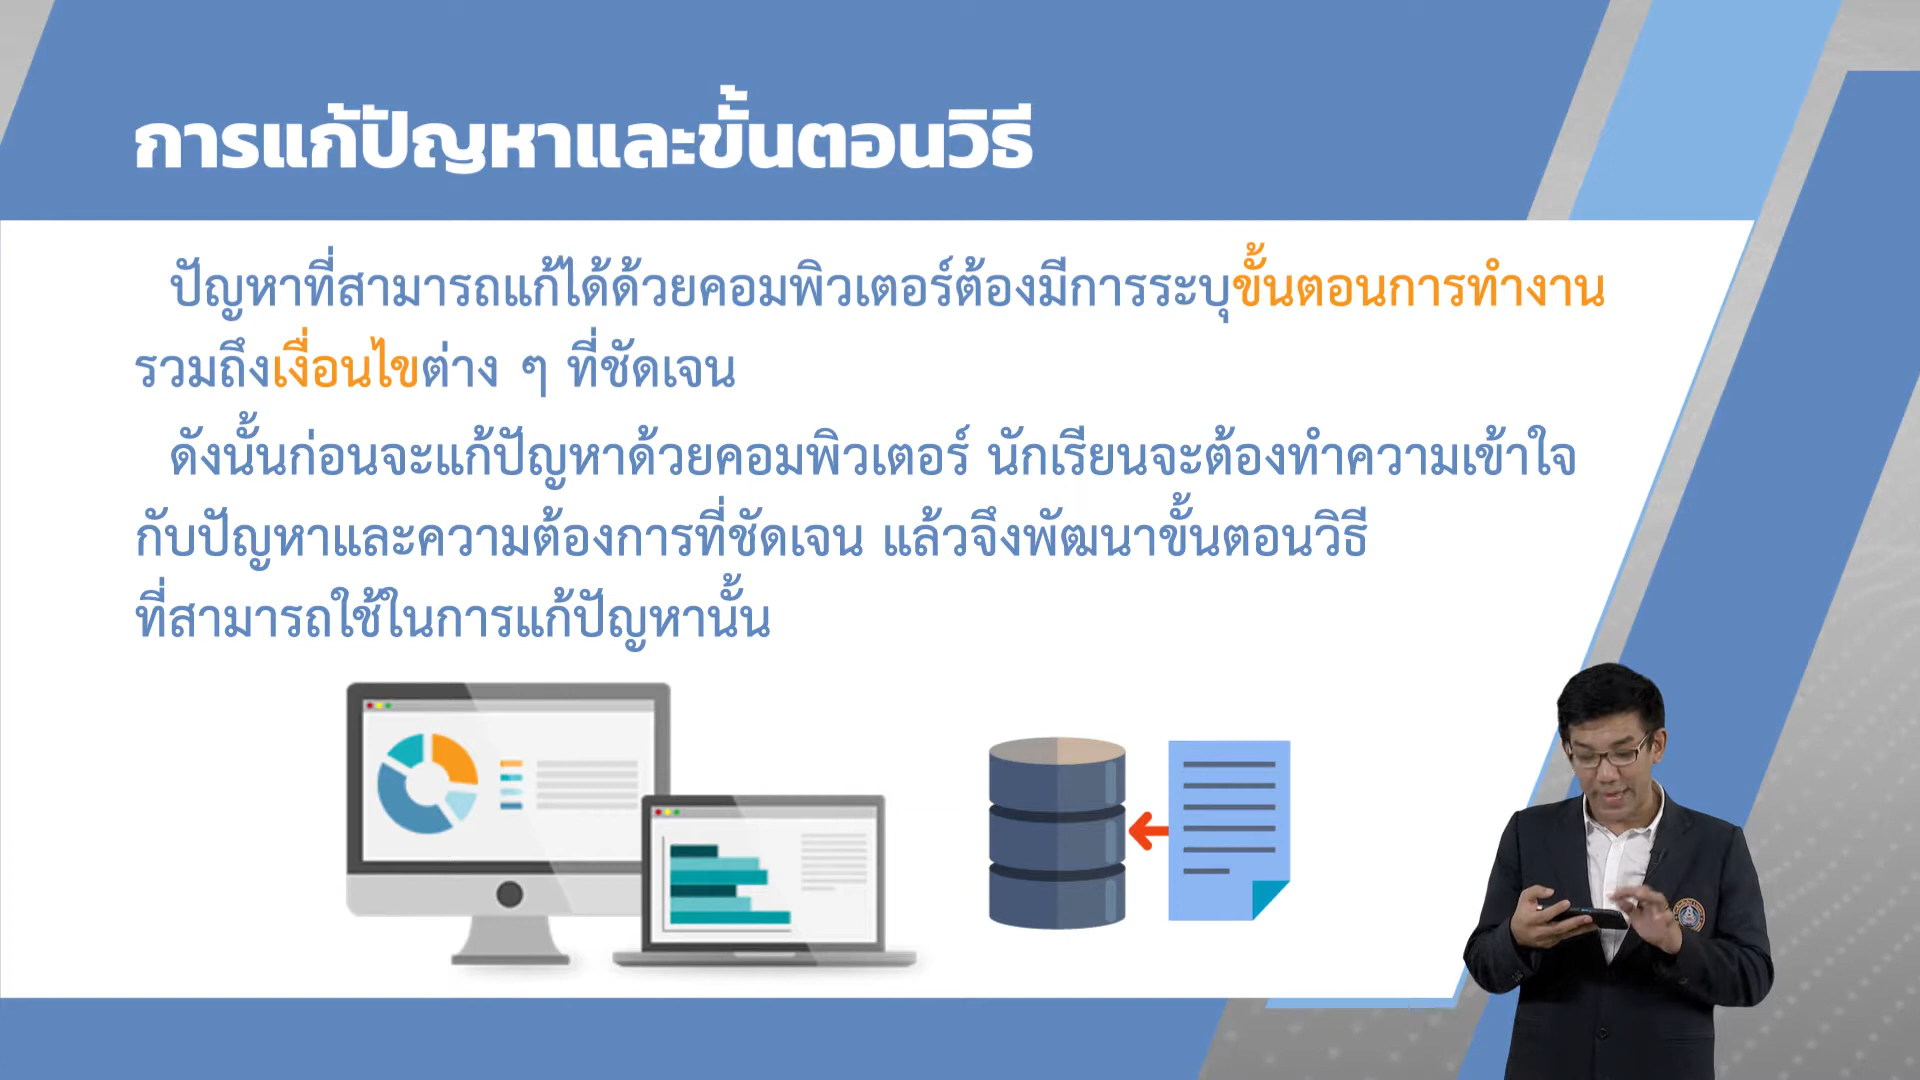 การแก้ปัญหาและขั้นตอนวิธี
ปัญหาที่สามารถแก้ได้ด้วยคอมพิวเตอร์ต้องมีการระบุขั้นตอนการทำงาน
รวมถึงเงื่อนไขต่าง ๆ ที่ชัดเจน
ดังนั้นก่อนจะแก้ปัญหาด้วยคอมพิวเตอร์ นักเรียนจะต้องทำความเข้าใจ
กับปัญหาและความต้องการที่ชัดเจน แล้วจึงพัฒนาขั้นตอนวิธี
ที่สามารถใช้ในการแก้ปัญหานั้น